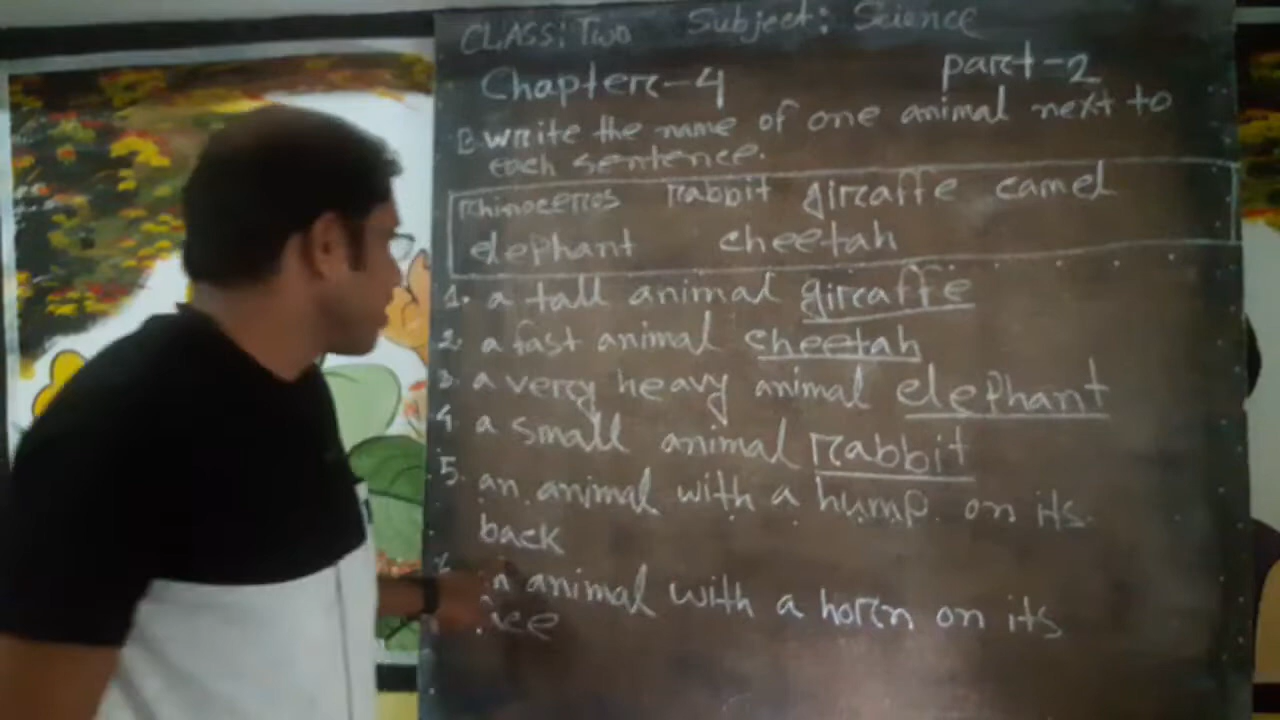 CLASS: Two Subject: Science
Chapter-4 part-2
B write the name of one animal next to
each sentence.
rhinoceros rabbit giraffe camel
elephant cheetah
1. a tall animal giraffe
2. a fast animal cheetah
3. a very heavy animal elephant
4. a small animal rabbit
5. an animal with a hump on its
back
animal with a horn on its